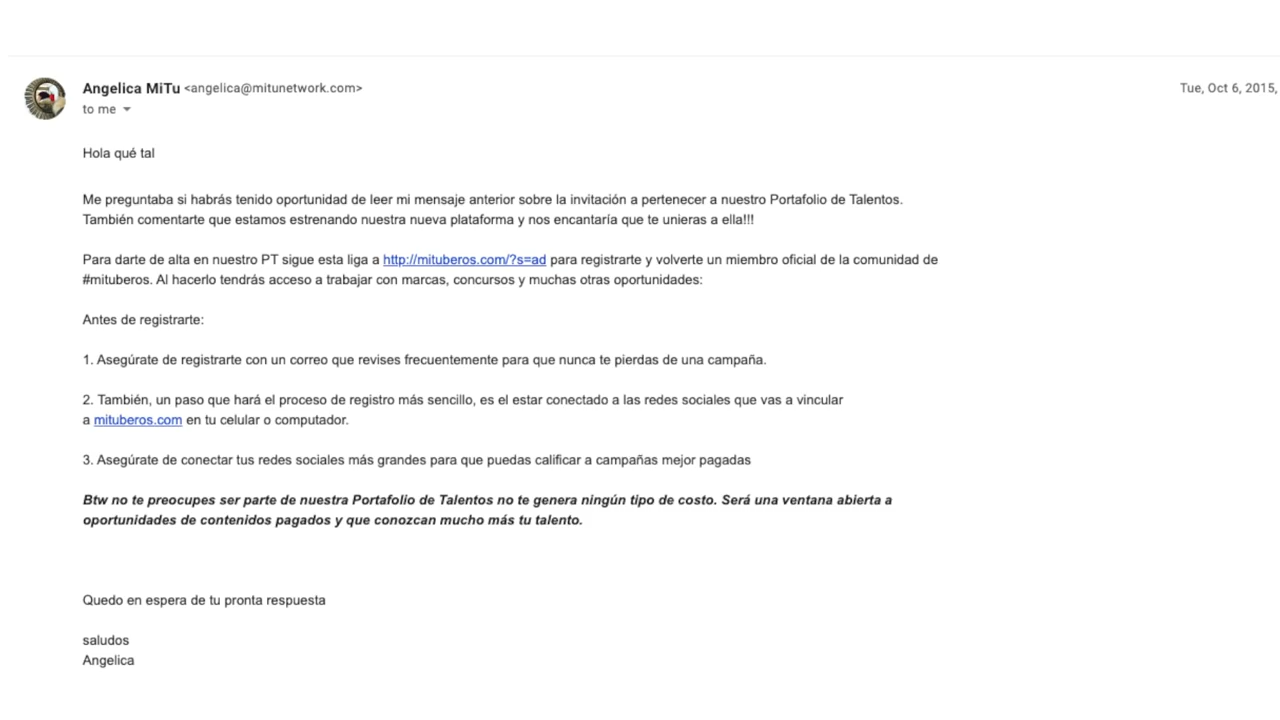 Angelica MiTu <angelica@mitunetwork.com>
Tue, Oct 6, 2015,
to me
Hola qué tal
Me preguntaba si habrás tenido oportunidad de leer mi mensaje anterior sobre la invitación a pertenecer a nuestro Portafolio de Talentos.
También comentarte que estamos estrenando nuestra nueva plataforma y nos encantaría que te unieras a ella!!!
Para darte de alta en nuestro PT sigue esta liga a http://mituberos.com/?s=ad para registrarte y volverte un miembro oficial de la comunidad de
#mituberos. Al hacerlo tendrás acceso a trabajar con marcas, concursos y muchas otras oportunidades:
Antes de registrarte:
1. Asegúrate de registrarte con un correo que revises frecuentemente para que nunca te pierdas de una campaña.
2. También, un paso que hará el proceso de registro más sencillo, es el estar conectado a las redes sociales que vas a vincular
a mituberos.com en tu celular o computador.
3. Asegúrate de conectar tus redes sociales más grandes para que puedas calificar a campañas mejor pagadas
Btw no te preocupes ser parte de nuestra Portafolio de Talentos no te genera ningún tipo de costo. Será una ventana abierta a
oportunidades de contenidos pagados y que conozcan mucho más tu talento.
Quedo en espera de tu pronta respuesta
saludos
Angelica